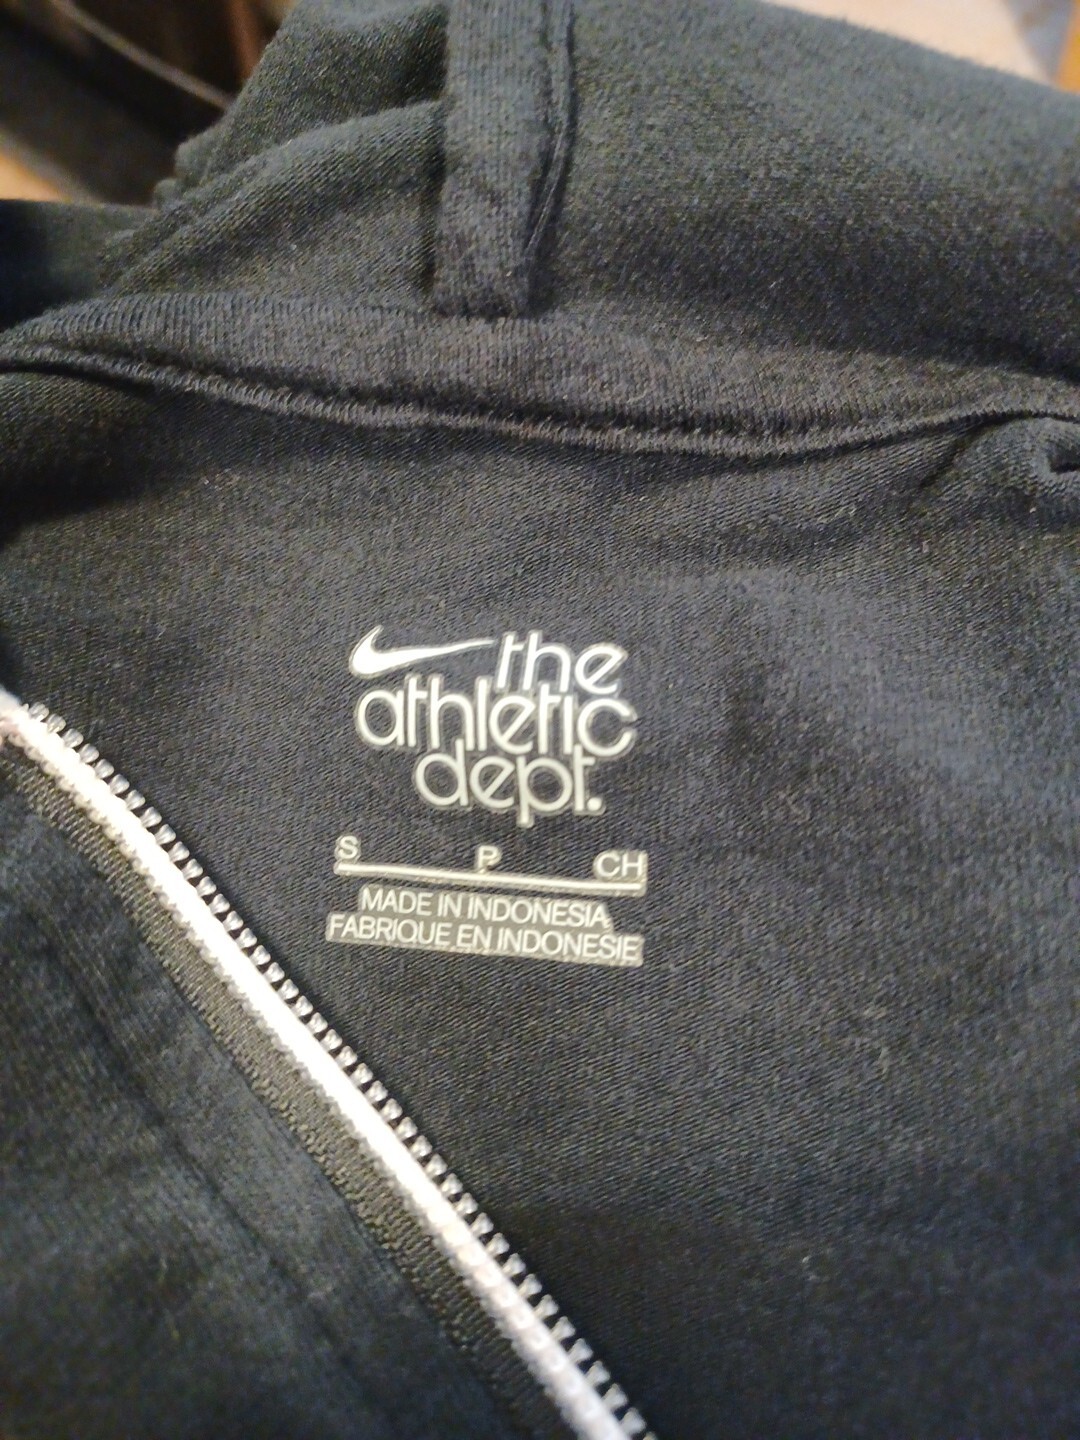 the
athletic
dept.
S P CH
MADE IN INDONESIA
FABRIQUE EN INDONESIE